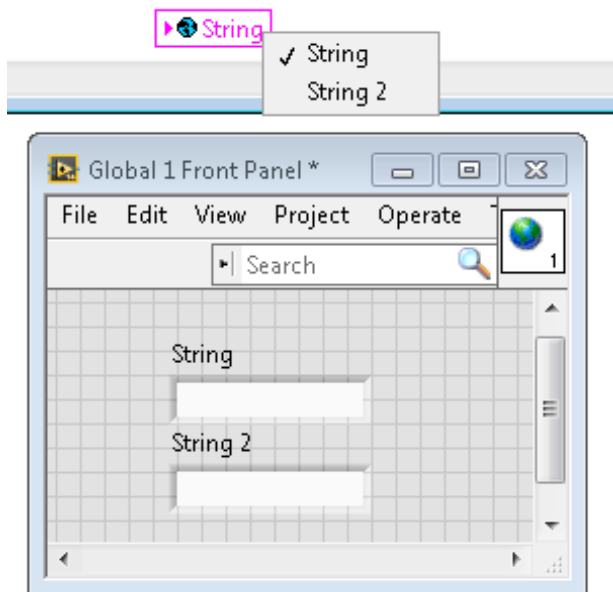 String
String
String 2
Global 1 Front Panel *
File Edit View Project Operate
Search
1
String
String 2